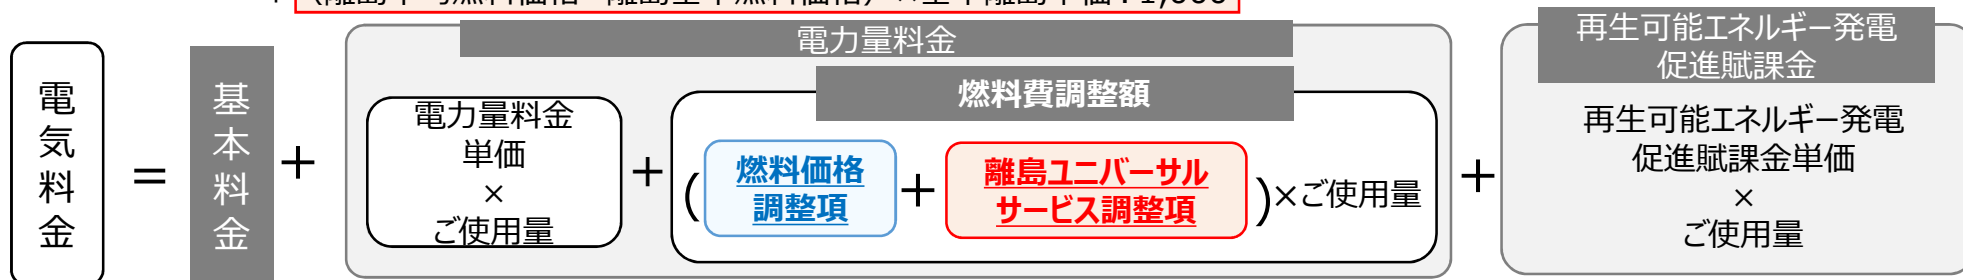 電気料金
=
基本料金
+
電力量料金
電力量料金
単価
×
ご使用量
+
燃料費調整額
(
燃料価格
調整項
+
離島ユニバーサル
サービス調整項
)×ご使用量
+
再生可能エネルギー発電
促進賦課金
再生可能エネルギー発電
促進賦課金単価
×
ご使用量